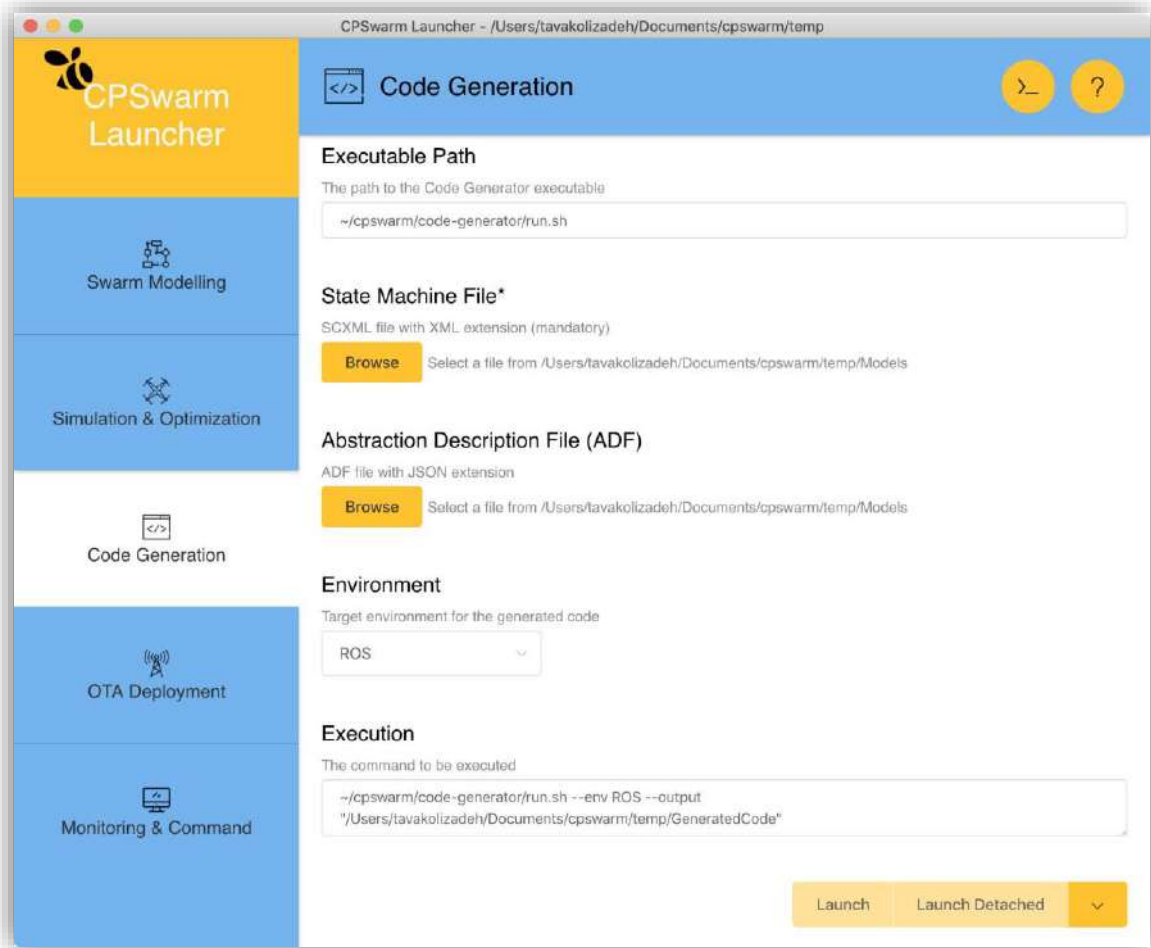 CPSwarm Launcher - /Users/tavakolizadeh/Documents/cpswarm/temp
CPSwarm
Launcher
Swarm Modelling
Simulation & Optimization
Code Generation
OTA Deployment
Monitoring & Command
</>
Code Generation
>_
?
Executable Path
The path to the Code Generator executable
~/cpswarm/code-generator/run.sh
State Machine File*
SCXML file with XML extension (mandatory)
Browse Select a file from /Users/tavakolizadeh/Documents/cpswarm/temp/Models
Abstraction Description File (ADF)
ADF file with JSON extension
Browse Select a file from /Users/tavakolizadeh/Documents/cpswarm/temp/Models
Environment
Target environment for the generated code
ROS
Execution
The command to be executed
~/cpswarm/code-generator/run.sh --env ROS --output
"/Users/tavakolizadeh/Documents/cpswarm/temp/GeneratedCode"
Launch Launch Detached